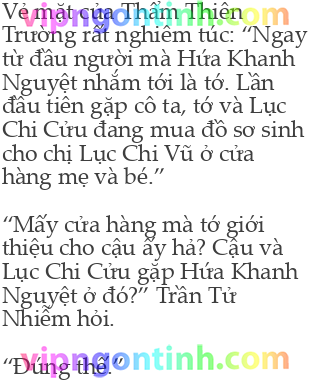 Vẻ mặt của Thẩm Thiên
Trường rất nghiêm túc: “Ngay
từ đầu người mà Hứa Khanh
Nguyệt nhắm tới là tớ. Lần
đầu tiên gặp cô ta, tớ và Lục
Chi Cửu đang mua đồ sơ sinh
cho chị Lục Chi Vũ ở cửa
hàng mẹ và bé.”
“Mấy cửa hàng mà tớ giới
thiệu cho cậu ấy hả? Cậu và
Lục Chi Cửu gặp Hứa Khanh
Nguyệt ở đó?” Trần Tử
Nhiễm hỏi.
“Đúng thế.”
vipngontinh.com
vipngontinh.com